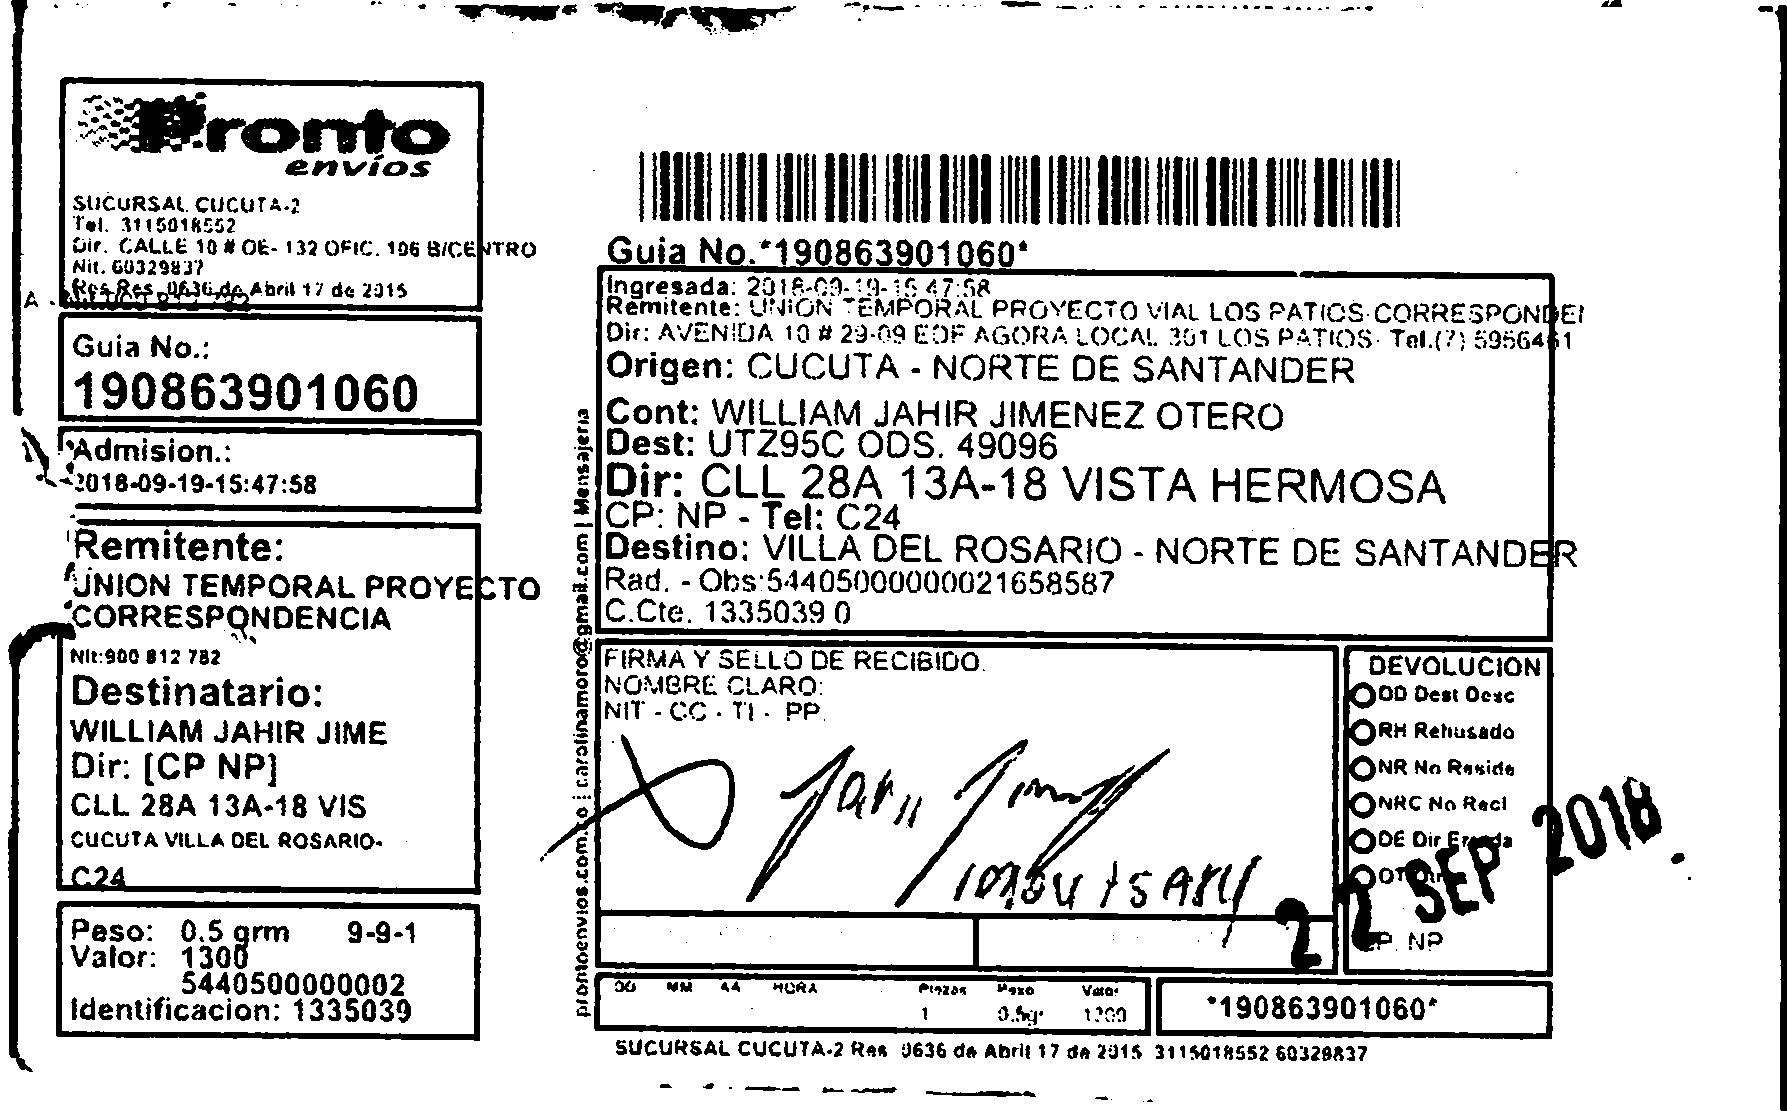 Pronto
envíos
SUCURSAL CUCUTA-2
Tel. 3115018552
Dir. CALLE 10 # OE- 132 OFIC. 106 B/CENTRO
Nit. 60329837
Res Res. 0636 de Abril 17 de 2015
Guia No.:
190863901060
Admision.:
2018-09-19-15:47:58
Remitente:
UNION TEMPORAL PROYECTO
CORRESPONDENCIA
Nit:900 812 782
Destinatario:
WILLIAM JAHIR JIME
Dir: [CP NP]
CLL 28A 13A-18 VIS
CUCUTA VILLA DEL ROSARIO-
C24
Peso: 0.5 grm 9-9-1
Valor: 1300
5440500000002
Identificacion: 1335039
prontoenvios.com.co | carolinamoro@gmail.com | Mensajeria
Guia No.*190863901060*
Ingresada: 2018-09-19-15:47:58
Remitente: UNION TEMPORAL PROYECTO VIAL LOS PATIOS-CORRESPONDEN
Dir: AVENIDA 10 # 29-09 EDF AGORA LOCAL 301 LOS PATIOS- Tel.(7) 5956461
Origen: CUCUTA - NORTE DE SANTANDER
Cont: WILLIAM JAHIR JIMENEZ OTERO
Dest: UTZ95C ODS. 49096
Dir: CLL 28A 13A-18 VISTA HERMOSA
CP: NP - Tel: C24
Destino: VILLA DEL ROSARIO - NORTE DE SANTANDER
Rad. - Obs:544050000000021658587
C.Cte. 1335039 0
FIRMA Y SELLO DE RECIBIDO.
NOMBRE CLARO:
NIT - CC - TI - PP.
DEVOLUCION
DD Dest Desc
RH Rehusado
NR No Reside
NRC No Recl
DE Dir Errada
22 SEP 2018
CP. NP
DD MM AA HORA Piezas Peso Valor
1 0.5gr 1300
*190863901060*
SUCURSAL CUCUTA-2 Res 0636 de Abril 17 de 2015 3115018552 60329837